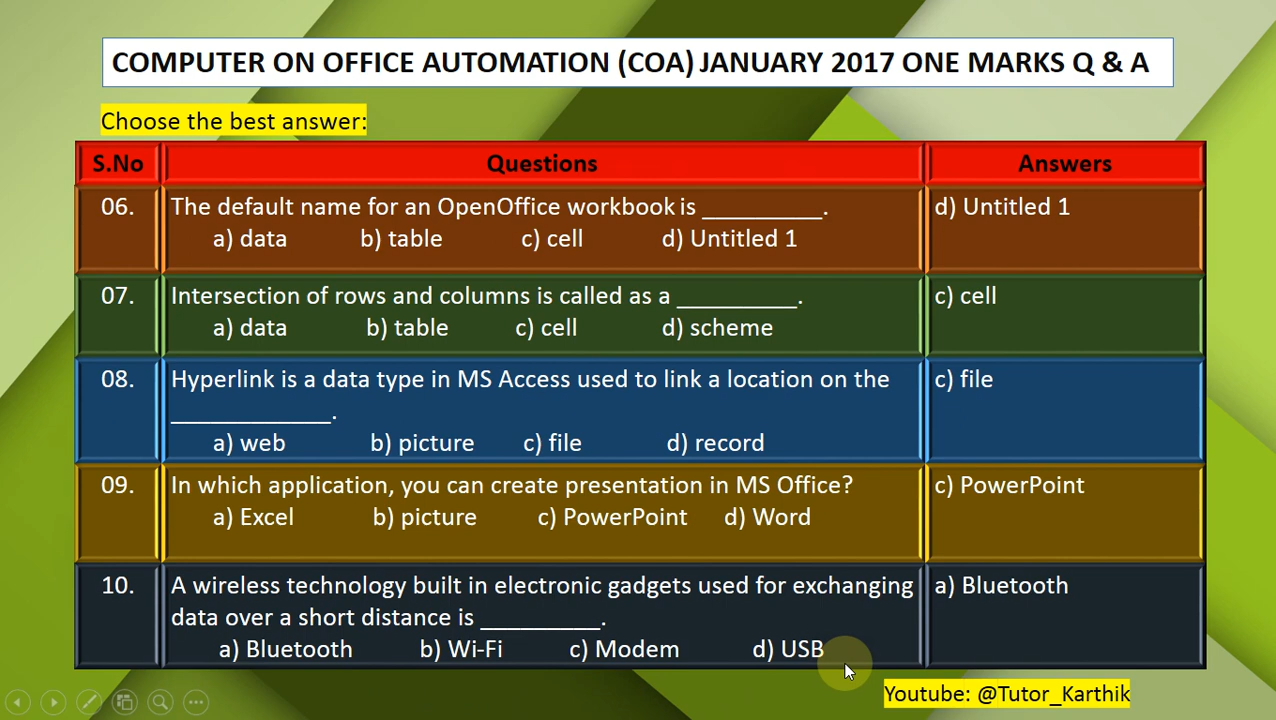 COMPUTER ON OFFICE AUTOMATION (COA) JANUARY 2017 ONE MARKS Q & A
Choose the best answer:
S.No Questions Answers
06. The default name for an OpenOffice workbook is _________. d) Untitled 1
a) data b) table c) cell d) Untitled 1
07. Intersection of rows and columns is called as a _________. c) cell
a) data b) table c) cell d) scheme
08. Hyperlink is a data type in MS Access used to link a location on the c) file
____________.
a) web b) picture c) file d) record
09. In which application, you can create presentation in MS Office? c) PowerPoint
a) Excel b) picture c) PowerPoint d) Word
10. A wireless technology built in electronic gadgets used for exchanging a) Bluetooth
data over a short distance is _________.
a) Bluetooth b) Wi-Fi c) Modem d) USB
Youtube: @Tutor_Karthik